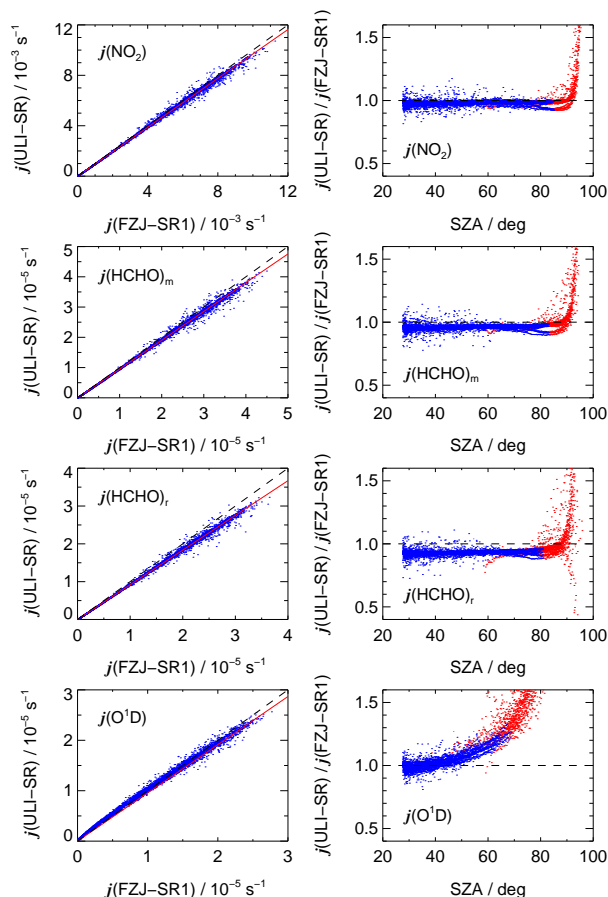 12
8
4
0
j(ULI–SR) / 10⁻³ s⁻¹
j(NO₂)
0 4 8 12
j(FZJ–SR1) / 10⁻³ s⁻¹
1.5
1.0
0.5
j(ULI–SR) / j(FZJ–SR1)
j(NO₂)
20 40 60 80 100
SZA / deg
5
4
3
2
1
0
j(ULI–SR) / 10⁻⁵ s⁻¹
j(HCHO)ₘ
0 1 2 3 4 5
j(FZJ–SR1) / 10⁻⁵ s⁻¹
1.5
1.0
0.5
j(ULI–SR) / j(FZJ–SR1)
j(HCHO)ₘ
20 40 60 80 100
SZA / deg
4
3
2
1
0
j(ULI–SR) / 10⁻⁵ s⁻¹
j(HCHO)ᵣ
0 1 2 3 4
j(FZJ–SR1) / 10⁻⁵ s⁻¹
1.5
1.0
0.5
j(ULI–SR) / j(FZJ–SR1)
j(HCHO)ᵣ
20 40 60 80 100
SZA / deg
3
2
1
0
j(ULI–SR) / 10⁻⁵ s⁻¹
j(O¹D)
0 1 2 3
j(FZJ–SR1) / 10⁻⁵ s⁻¹
1.5
1.0
0.5
j(ULI–SR) / j(FZJ–SR1)
j(O¹D)
20 40 60 80 100
SZA / deg